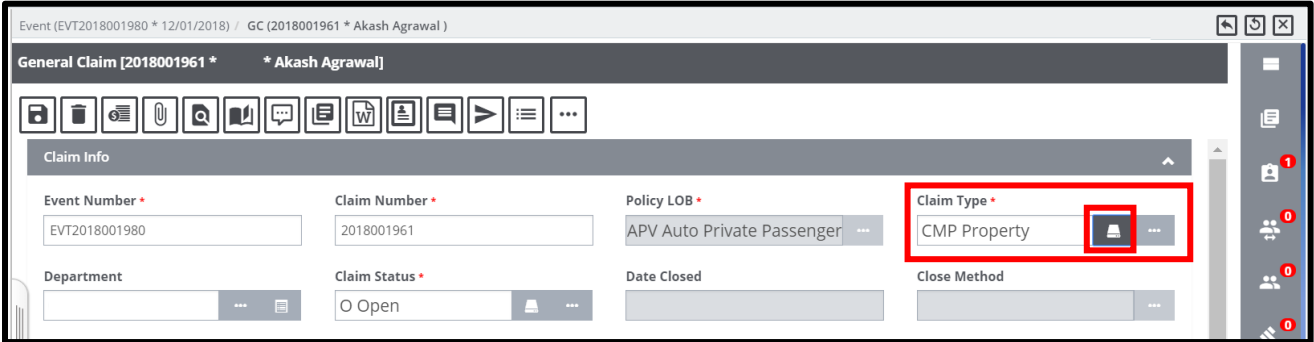 Event (EVT2018001980 * 12/01/2018) / GC (2018001961 * Akash Agrawal )
General Claim [2018001961 * * Akash Agrawal]
W
Claim Info
1
Event Number * Claim Number * Policy LOB * Claim Type *
EVT2018001980 2018001961 APV Auto Private Passenger ... CMP Property ...
0
Department Claim Status * Date Closed Close Method
0
... O Open ... ...
0